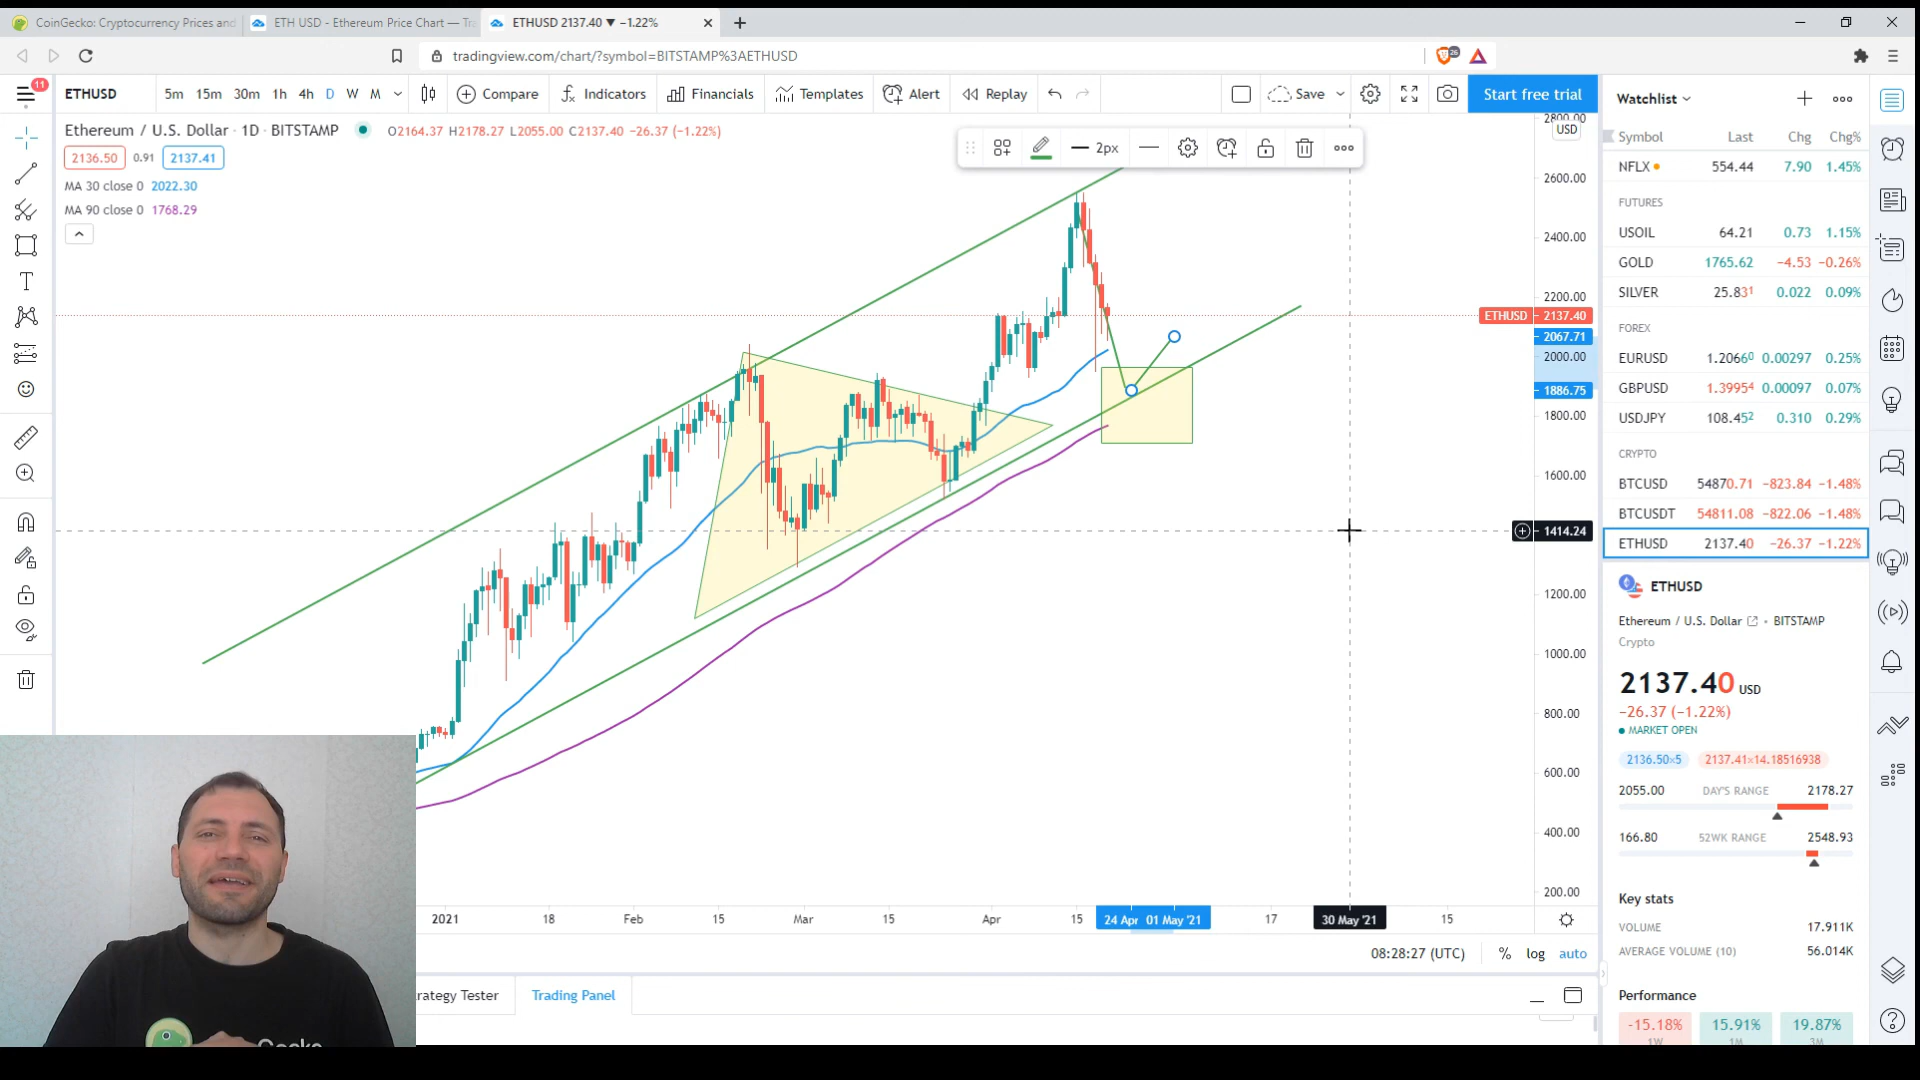 CoinGecko: Cryptocurrency Prices and
ETH USD - Ethereum Price Chart — Tr
ETHUSD 2137.40 ▼ −1.22%
tradingview.com/chart/?symbol=BITSTAMP%3AETHUSD
26
11
ETHUSD 5m 15m 30m 1h 4h D W M Compare Indicators Financials Templates Alert Replay Save Start free trial
Ethereum / U.S. Dollar · 1D · BITSTAMP O2164.37 H2178.27 L2055.00 C2137.40 −26.37 (−1.22%)
2136.50 0.91 2137.41
MA 30 close 0 2022.30
MA 90 close 0 1768.29
2px
2800.00
USD
2600.00
2400.00
2200.00
ETHUSD 2137.40
2067.71
2000.00
1886.75
1800.00
1600.00
1414.24
1200.00
1000.00
800.00
600.00
400.00
200.00
2021 18 Feb 15 Mar 15 Apr 15 24 Apr 01 May '21 17 30 May '21 15
08:28:27 (UTC) % log auto
rategy Tester Trading Panel
Watchlist
Symbol Last Chg Chg%
NFLX 554.44 7.90 1.45%
FUTURES
USOIL 64.21 0.73 1.15%
GOLD 1765.62 −4.53 −0.26%
SILVER 25.831 0.022 0.09%
FOREX
EURUSD 1.20660 0.00297 0.25%
GBPUSD 1.39954 0.00097 0.07%
USDJPY 108.452 0.310 0.29%
CRYPTO
BTCUSD 54870.71 −823.84 −1.48%
BTCUSDT 54811.08 −822.06 −1.48%
ETHUSD 2137.40 −26.37 −1.22%
ETHUSD
Ethereum / U.S. Dollar • BITSTAMP
Crypto
2137.40 USD
−26.37 (−1.22%)
MARKET OPEN
2136.50×5 2137.41×14.18516938
2055.00 DAY'S RANGE 2178.27
166.80 52WK RANGE 2548.93
Key stats
VOLUME 17.911K
AVERAGE VOLUME (10) 56.014K
Performance
-15.18% 15.91% 19.87%
1W 1M 3M